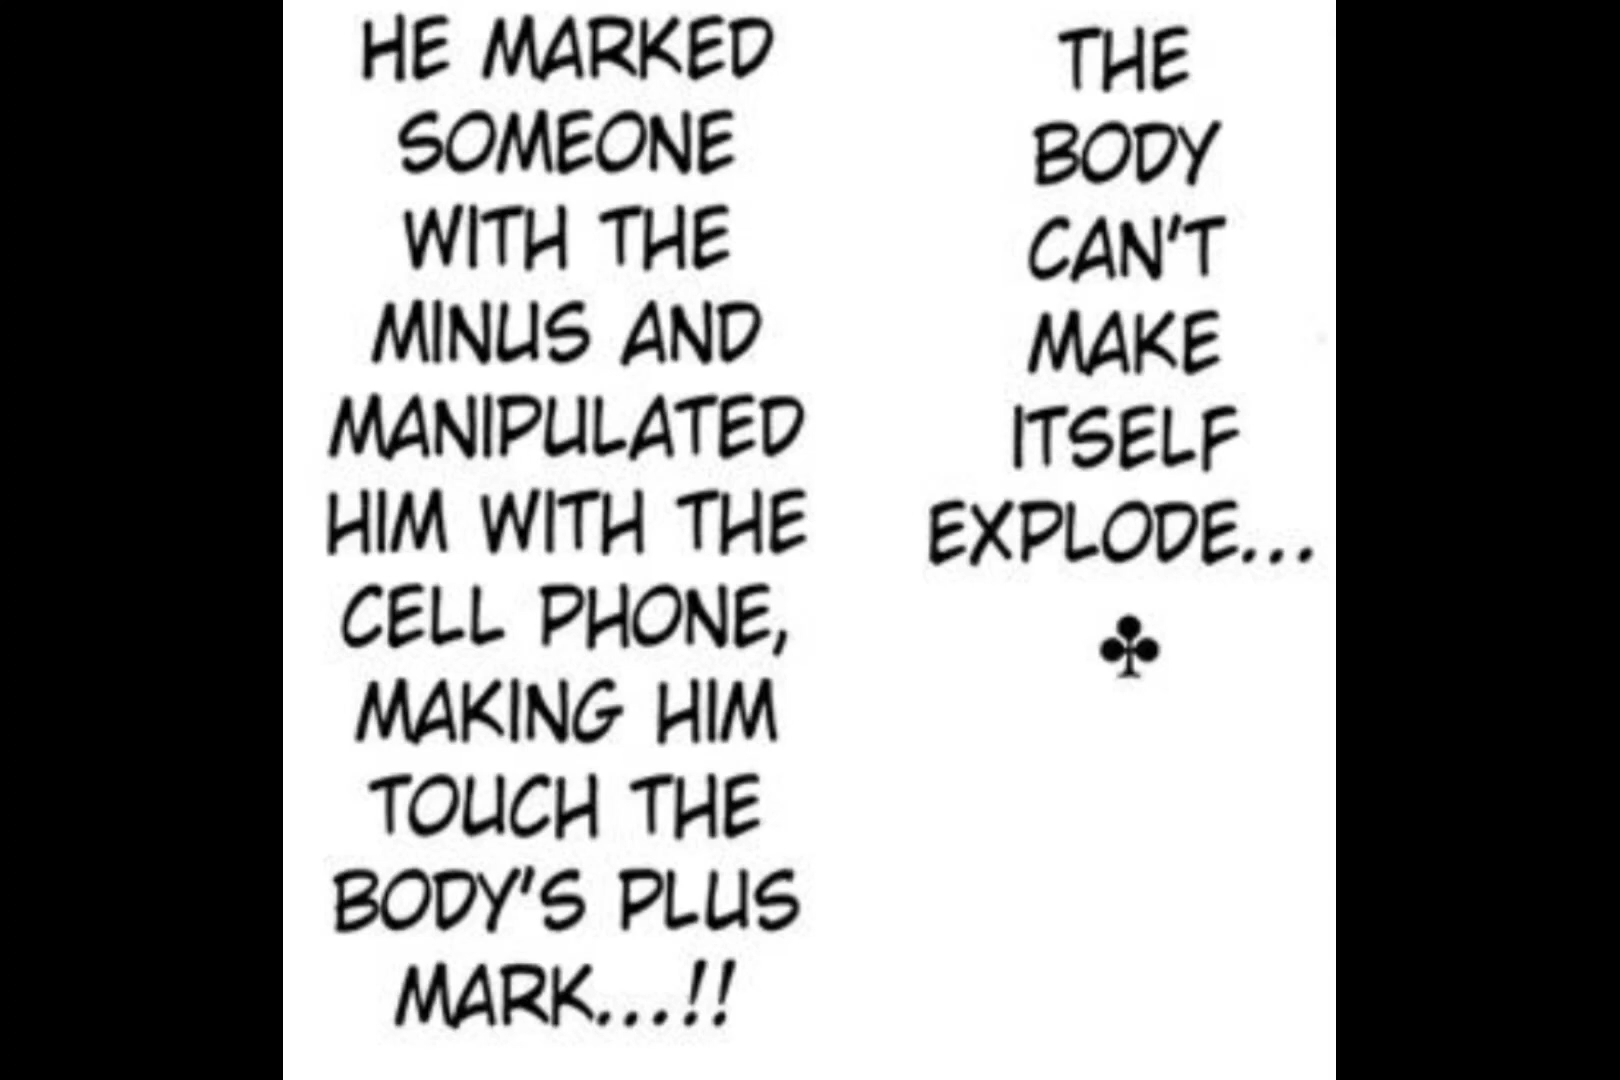 THE
BODY
CAN'T
MAKE
ITSELF
EXPLODE...
♣
HE MARKED
SOMEONE
WITH THE
MINUS AND
MANIPULATED
HIM WITH THE
CELL PHONE,
MAKING HIM
TOUCH THE
BODY'S PLUS
MARK...!!